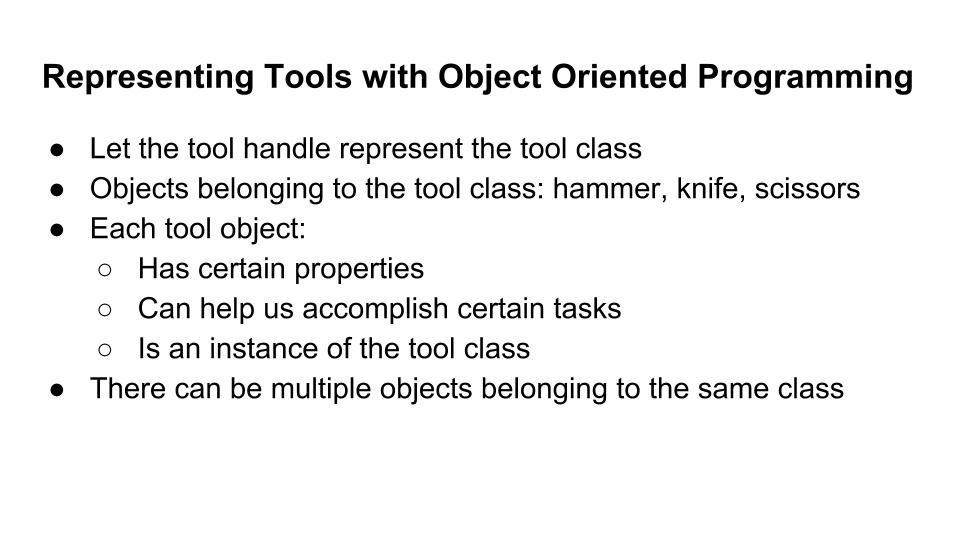 Representing Tools with Object Oriented Programming
● Let the tool handle represent the tool class
● Objects belonging to the tool class: hammer, knife, scissors
● Each tool object:
○ Has certain properties
○ Can help us accomplish certain tasks
○ Is an instance of the tool class
● There can be multiple objects belonging to the same class